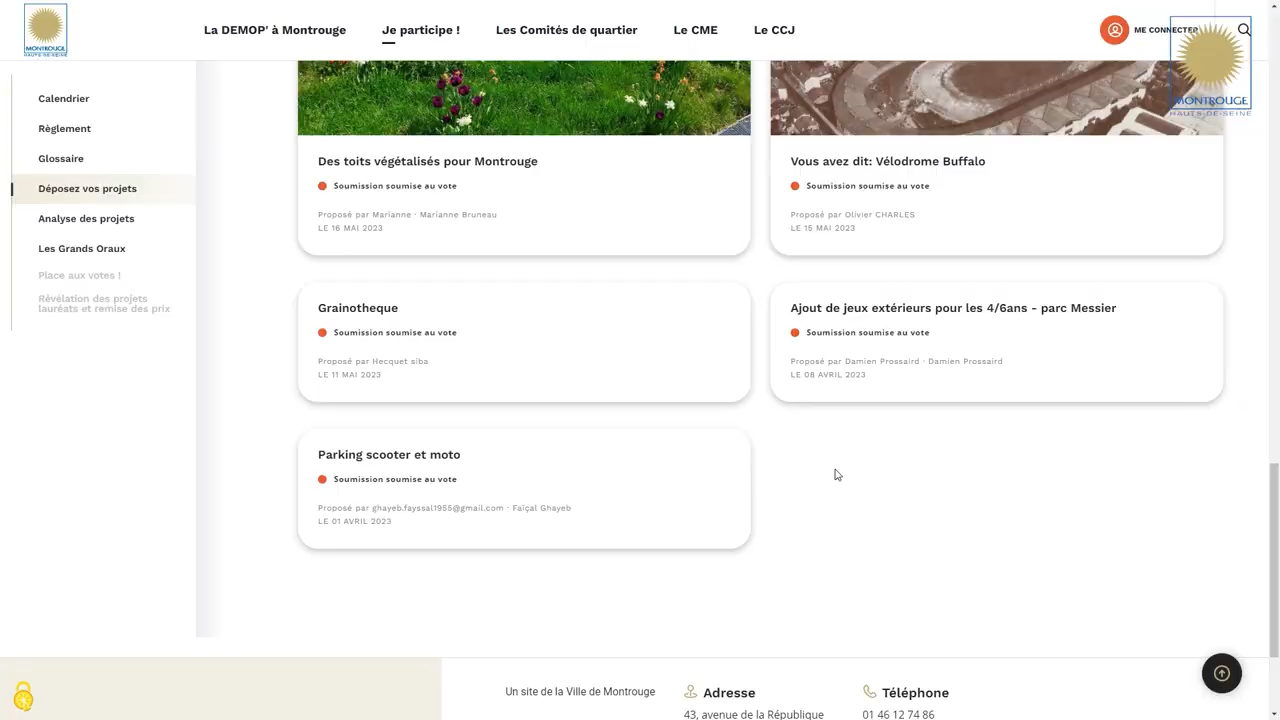 MONTROUGE
HAUTS-DE-SEINE
La DEMOP' à Montrouge
Je participe !
Les Comités de quartier
Le CME
Le CCJ
ME CONNECTER
MONTROUGE
HAUTS-DE-SEINE
Calendrier
Règlement
Glossaire
Déposez vos projets
Analyse des projets
Les Grands Oraux
Place aux votes !
Révélation des projets
lauréats et remise des prix
Des toits végétalisés pour Montrouge
Soumission soumise au vote
Proposé par Marianne · Marianne Bruneau
LE 16 MAI 2023
Vous avez dit: Vélodrome Buffalo
Soumission soumise au vote
Proposé par Olivier CHARLES
LE 15 MAI 2023
Grainotheque
Soumission soumise au vote
Proposé par Hecquet siba
LE 11 MAI 2023
Ajout de jeux extérieurs pour les 4/6ans - parc Messier
Soumission soumise au vote
Proposé par Damien Prossaird · Damien Prossaird
LE 08 AVRIL 2023
Parking scooter et moto
Soumission soumise au vote
Proposé par ghayeb.fayssal1955@gmail.com · Faïçal Ghayeb
LE 01 AVRIL 2023
Un site de la Ville de Montrouge
Adresse
43, avenue de la République
Téléphone
01 46 12 74 86